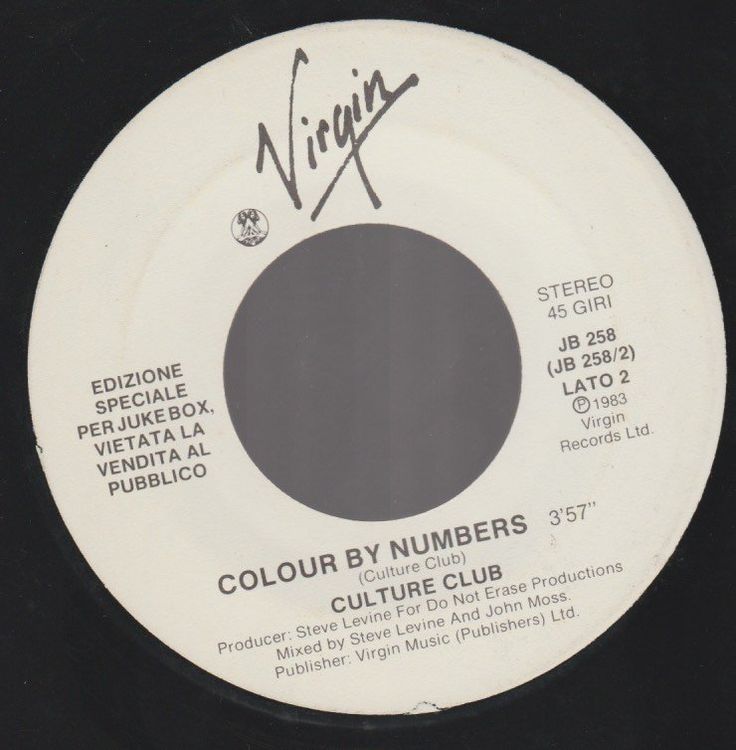 Virgin
STEREO
45 GIRI
JB 258
(JB 258/2)
LATO 2
Ⓟ 1983
Virgin
Records Ltd.
EDIZIONE
SPECIALE
PER JUKE BOX,
VIETATA LA
VENDITA AL
PUBBLICO
COLOUR BY NUMBERS 3'57"
(Culture Club)
CULTURE CLUB
Producer: Steve Levine For Do Not Erase Productions
Mixed by Steve Levine And John Moss.
Publisher: Virgin Music (Publishers) Ltd.